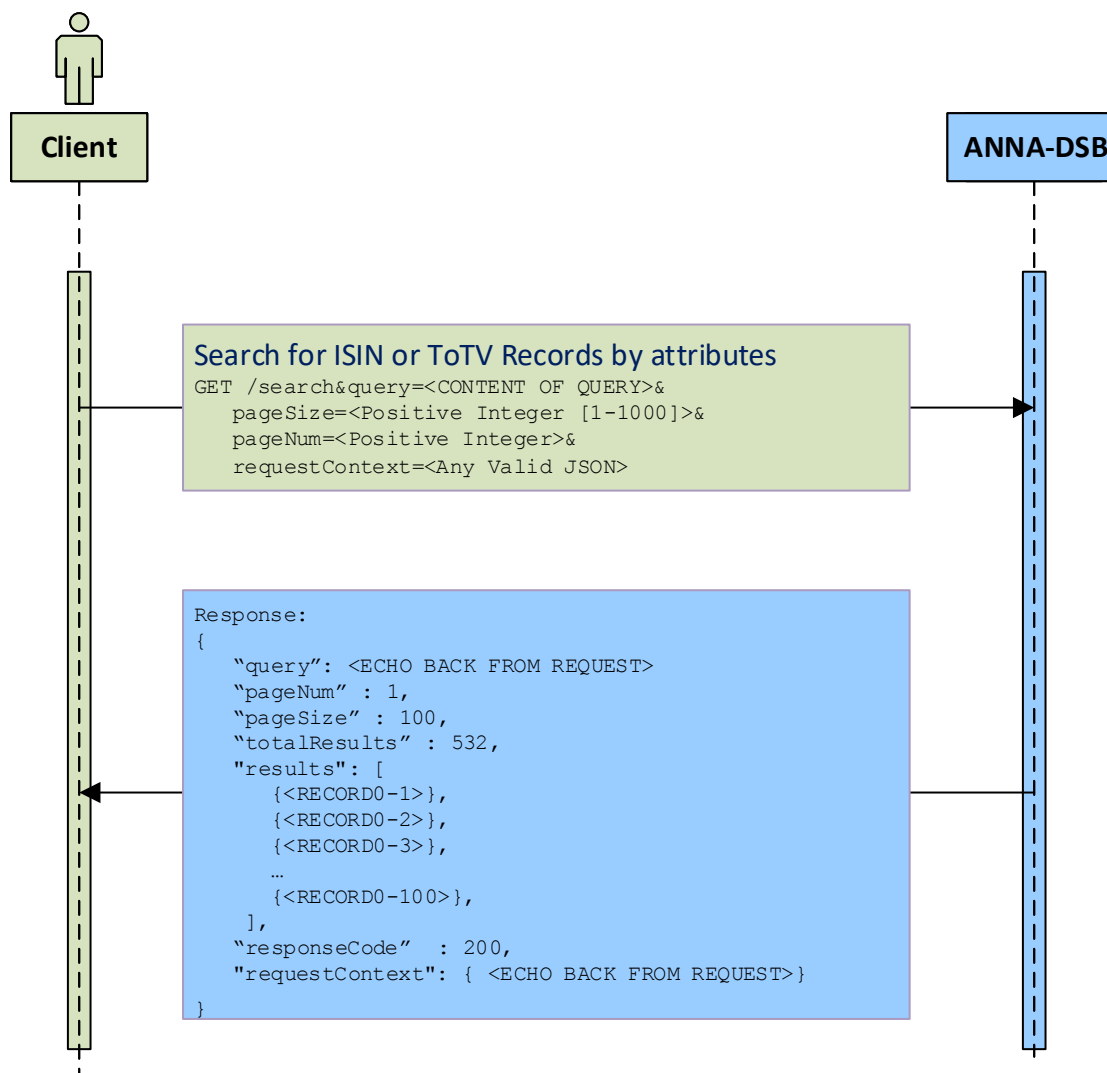 Client
ANNA-DSB
Search for ISIN or ToTV Records by attributes
GET /search&query=<CONTENT OF QUERY>&
pageSize=<Positive Integer [1-1000]>&
pageNum=<Positive Integer>&
requestContext=<Any Valid JSON>
Response:
{
“query”: <ECHO BACK FROM REQUEST>
“pageNum” : 1,
“pageSize” : 100,
“totalResults” : 532,
"results": [
{<RECORD0-1>},
{<RECORD0-2>},
{<RECORD0-3>},
…
{<RECORD0-100>},
],
“responseCode”  : 200,
"requestContext": { <ECHO BACK FROM REQUEST>}
}